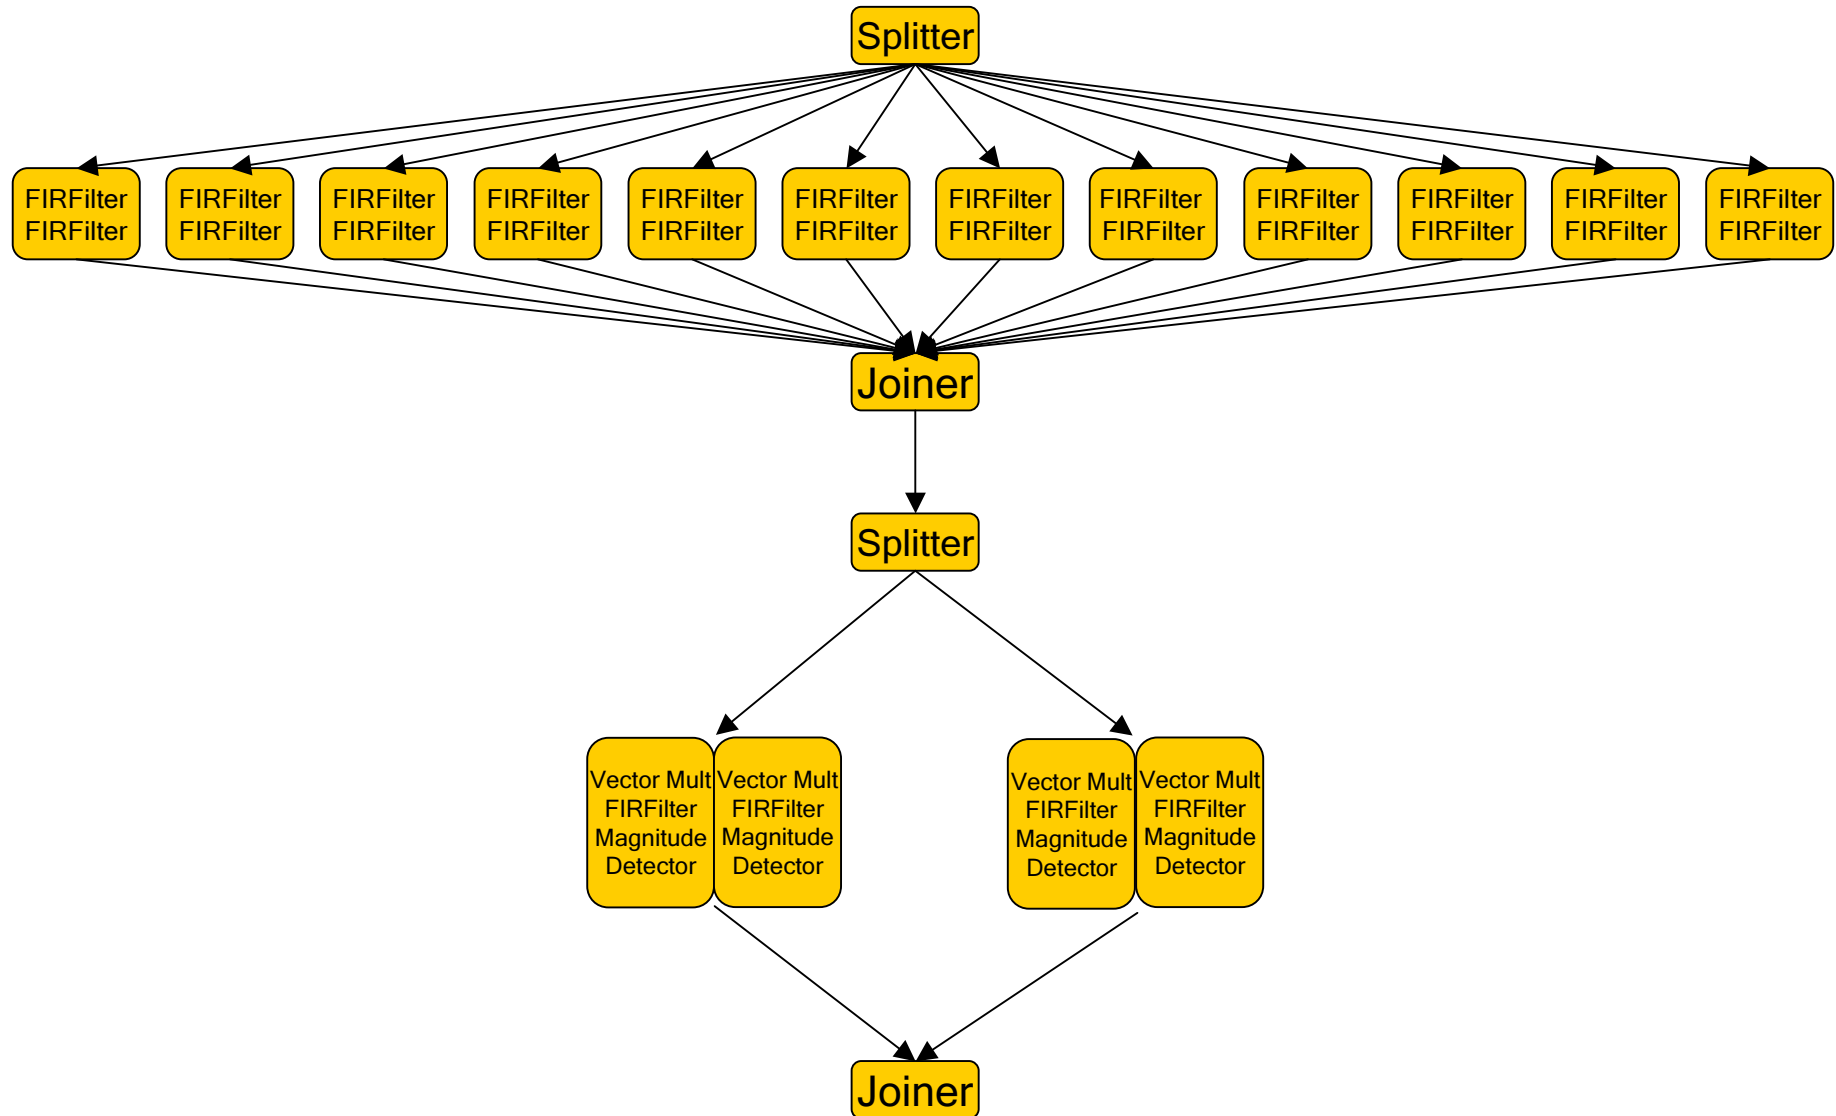 Splitter
FIRFilter FIRFilter FIRFilter FIRFilter FIRFilter FIRFilter FIRFilter FIRFilter FIRFilter FIRFilter FIRFilter FIRFilter
FIRFilter FIRFilter FIRFilter FIRFilter FIRFilter FIRFilter FIRFilter FIRFilter FIRFilter FIRFilter FIRFilter FIRFilter
Joiner
Splitter
Vector Mult Vector Mult Vector Mult Vector Mult
FIRFilter FIRFilter FIRFilter FIRFilter
Magnitude Magnitude Magnitude Magnitude
Detector Detector Detector Detector
Joiner